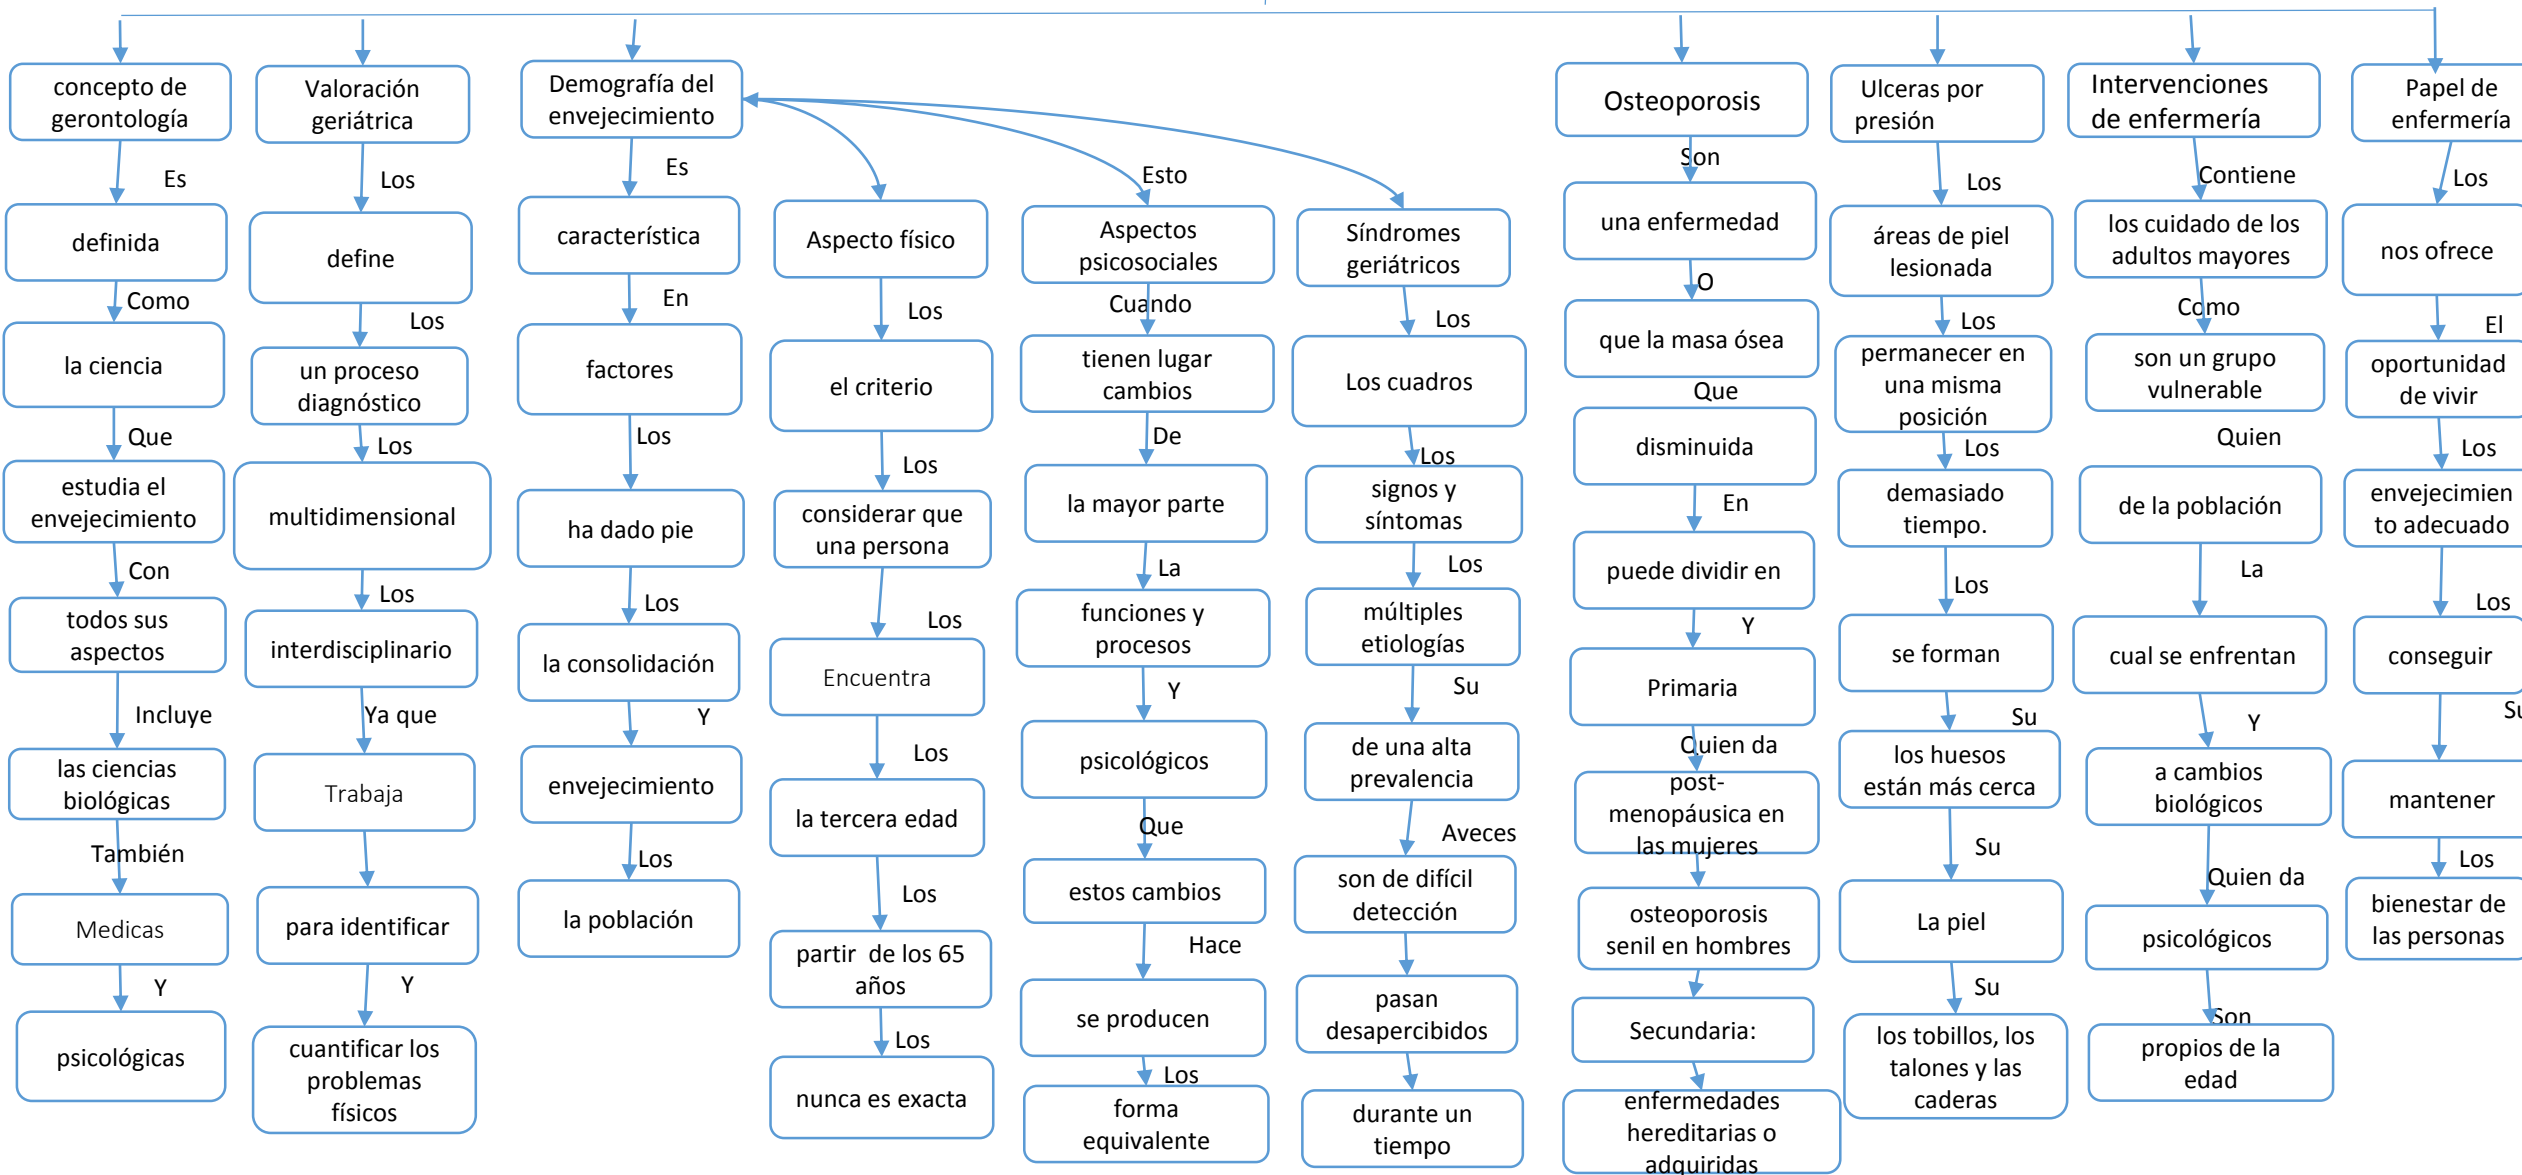 concepto de
gerontología
Es
definida
Como
la ciencia
Que
estudia el
envejecimiento
Con
todos sus
aspectos
Incluye
las ciencias
biológicas
También
Medicas
Y
psicológicas
Valoración
geriátrica
Los
define
Los
un proceso
diagnóstico
Los
multidimensional
Los
interdisciplinario
Ya que
Trabaja
para identificar
Y
cuantificar los
problemas
físicos
Demografía del
envejecimiento
Es
característica
En
factores
Los
ha dado pie
Los
la consolidación
Y
envejecimiento
Los
la población
Aspecto físico
Los
el criterio
Los
considerar que
una persona
Los
Encuentra
Los
la tercera edad
Los
partir  de los 65
años
Los
nunca es exacta
Esto
Aspectos
psicosociales
Cuando
tienen lugar
cambios
De
la mayor parte
La
funciones y
procesos
Y
psicológicos
Que
estos cambios
Hace
se producen
Los
forma
equivalente
Síndromes
geriátricos
Los
Los cuadros
Los
signos y
síntomas
Los
múltiples
etiologías
Su
de una alta
prevalencia
Aveces
son de difícil
detección
pasan
desapercibidos
durante un
tiempo
Osteoporosis
Son
una enfermedad
O
que la masa ósea
Que
disminuida
En
puede dividir en
Y
Primaria
Quien da
post-
menopáusica en
las mujeres
osteoporosis
senil en hombres
Secundaria:
enfermedades
hereditarias o
adquiridas
Ulceras por
presión
Los
áreas de piel
lesionada
Los
permanecer en
una misma
posición
Los
demasiado
tiempo.
Los
se forman
Su
los huesos
están más cerca
Su
La piel
Su
los tobillos, los
talones y las
caderas
Intervenciones
de enfermería
Contiene
los cuidado de los
adultos mayores
Como
son un grupo
vulnerable
Quien
de la población
La
cual se enfrentan
Y
a cambios
biológicos
Quien da
psicológicos
Son
propios de la
edad
Papel de
enfermería
Los
nos ofrece
El
oportunidad
de vivir
Los
envejecimien
to adecuado
Los
conseguir
Su
mantener
Los
bienestar de
las personas